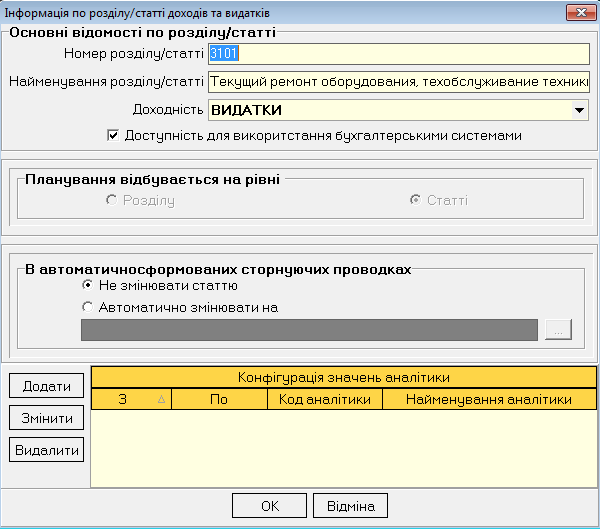 Інформація по розділу/статті доходів та видатків
Основні відомості по розділу/статті
Номер розділу/статті 3101
Найменування розділу/статті Текущий ремонт оборудования, техобслуживание техники
Доходність ВИДАТКИ
Доступність для використання бухгалтерськими системами
Планування відбувається на рівні
Розділу Статті
В автоматичносформованих сторнуючих проводках
Не змінювати статтю
Автоматично змінювати на
...
Додати
Змінити
Видалити
Конфігурація значень аналітики
З По Код аналітики Найменування аналітики
OK Відміна